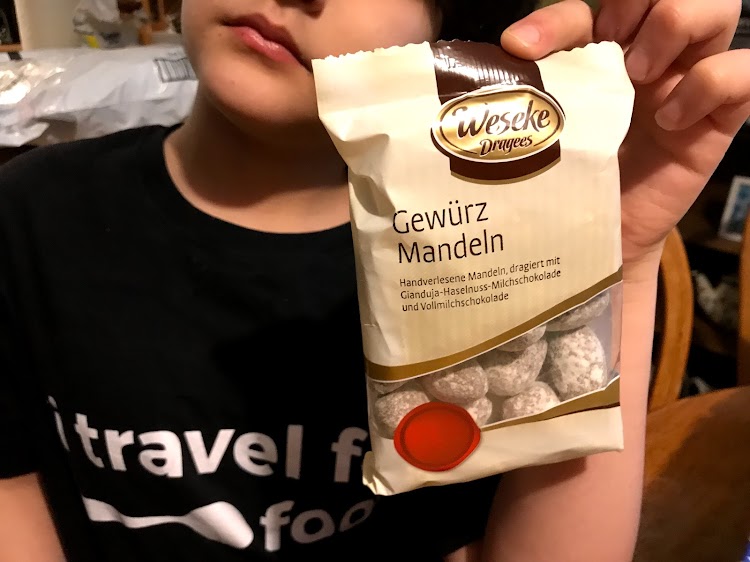 Weseke
Dragees
Gewürz
Mandeln
Handverlesene Mandeln, dragiert mit
Gianduja-Haselnuss-Milchschokolade
und Vollmilchschokolade
i travel f
foo